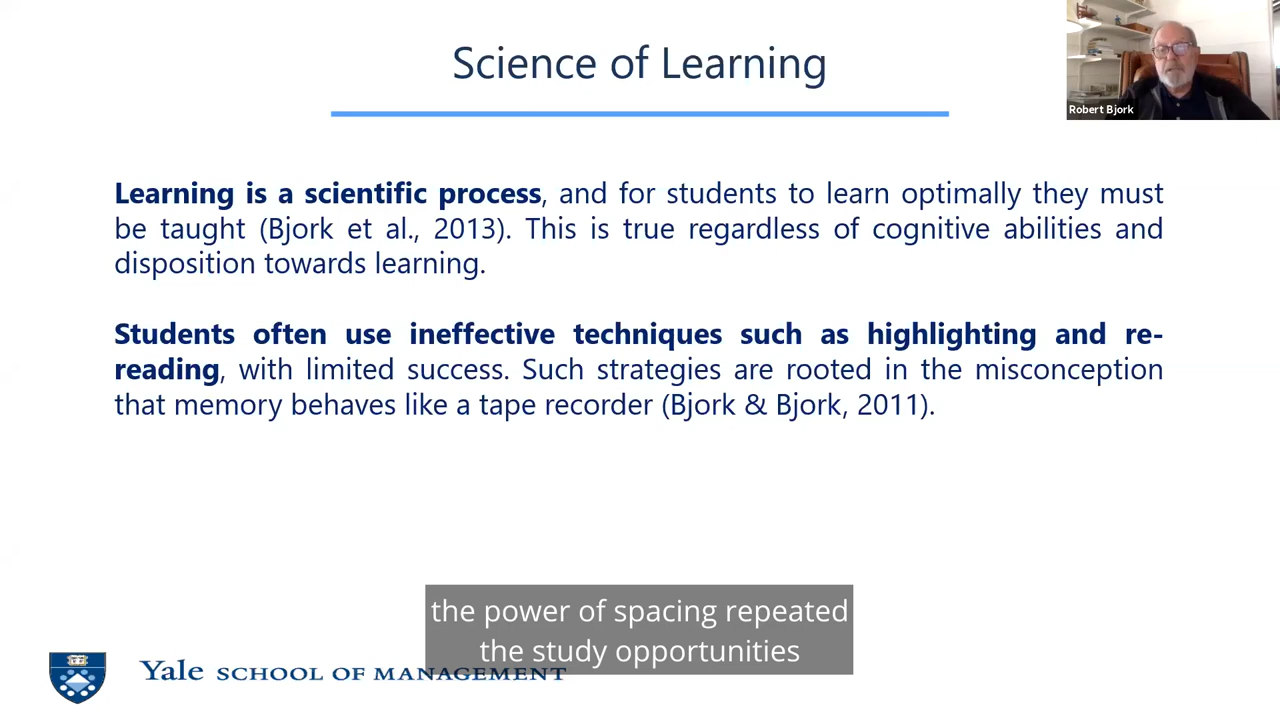 Science of Learning
Robert Bjork
Learning is a scientific process, and for students to learn optimally they must
be taught (Bjork et al., 2013). This is true regardless of cognitive abilities and
disposition towards learning.
Students often use ineffective techniques such as highlighting and re-
reading, with limited success. Such strategies are rooted in the misconception
that memory behaves like a tape recorder (Bjork & Bjork, 2011).
the power of spacing repeated
the study opportunities
Yale SCHOOL OF MANAGEMENT